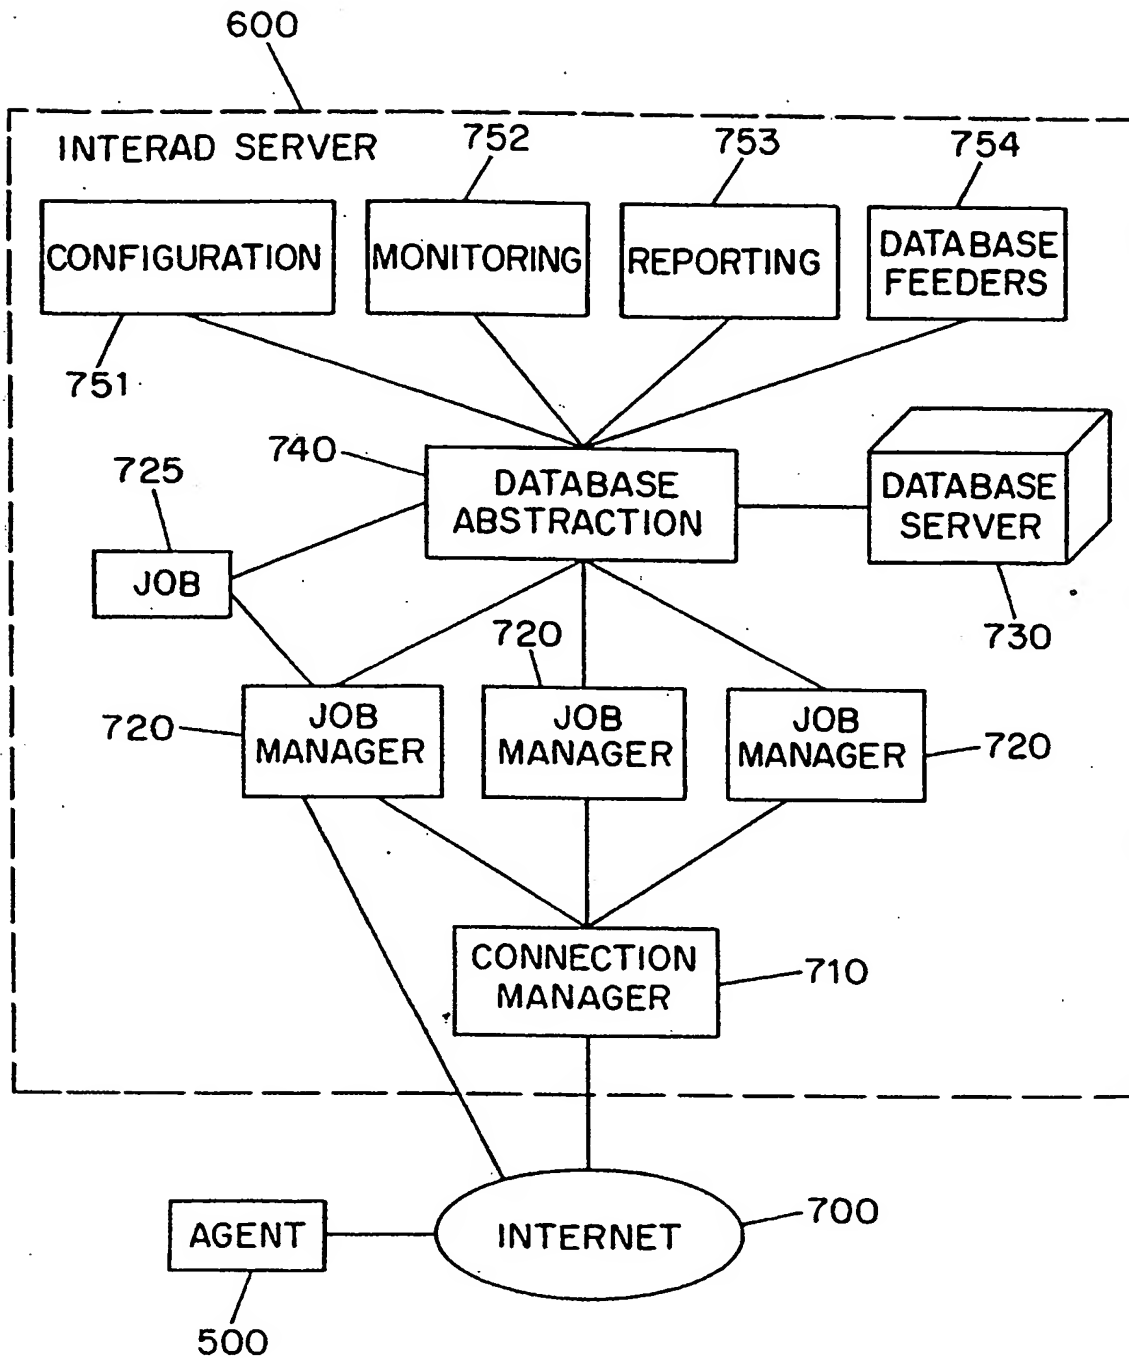 600
INTERAD SERVER
752
753
754
CONFIGURATION
MONITORING
REPORTING
DATABASE
FEEDERS
751
740
725
DATABASE
ABSTRACTION
DATABASE
SERVER
JOB
730
720
720
JOB
MANAGER
JOB
MANAGER
JOB
MANAGER
720
CONNECTION
MANAGER
710
AGENT
INTERNET
700
500